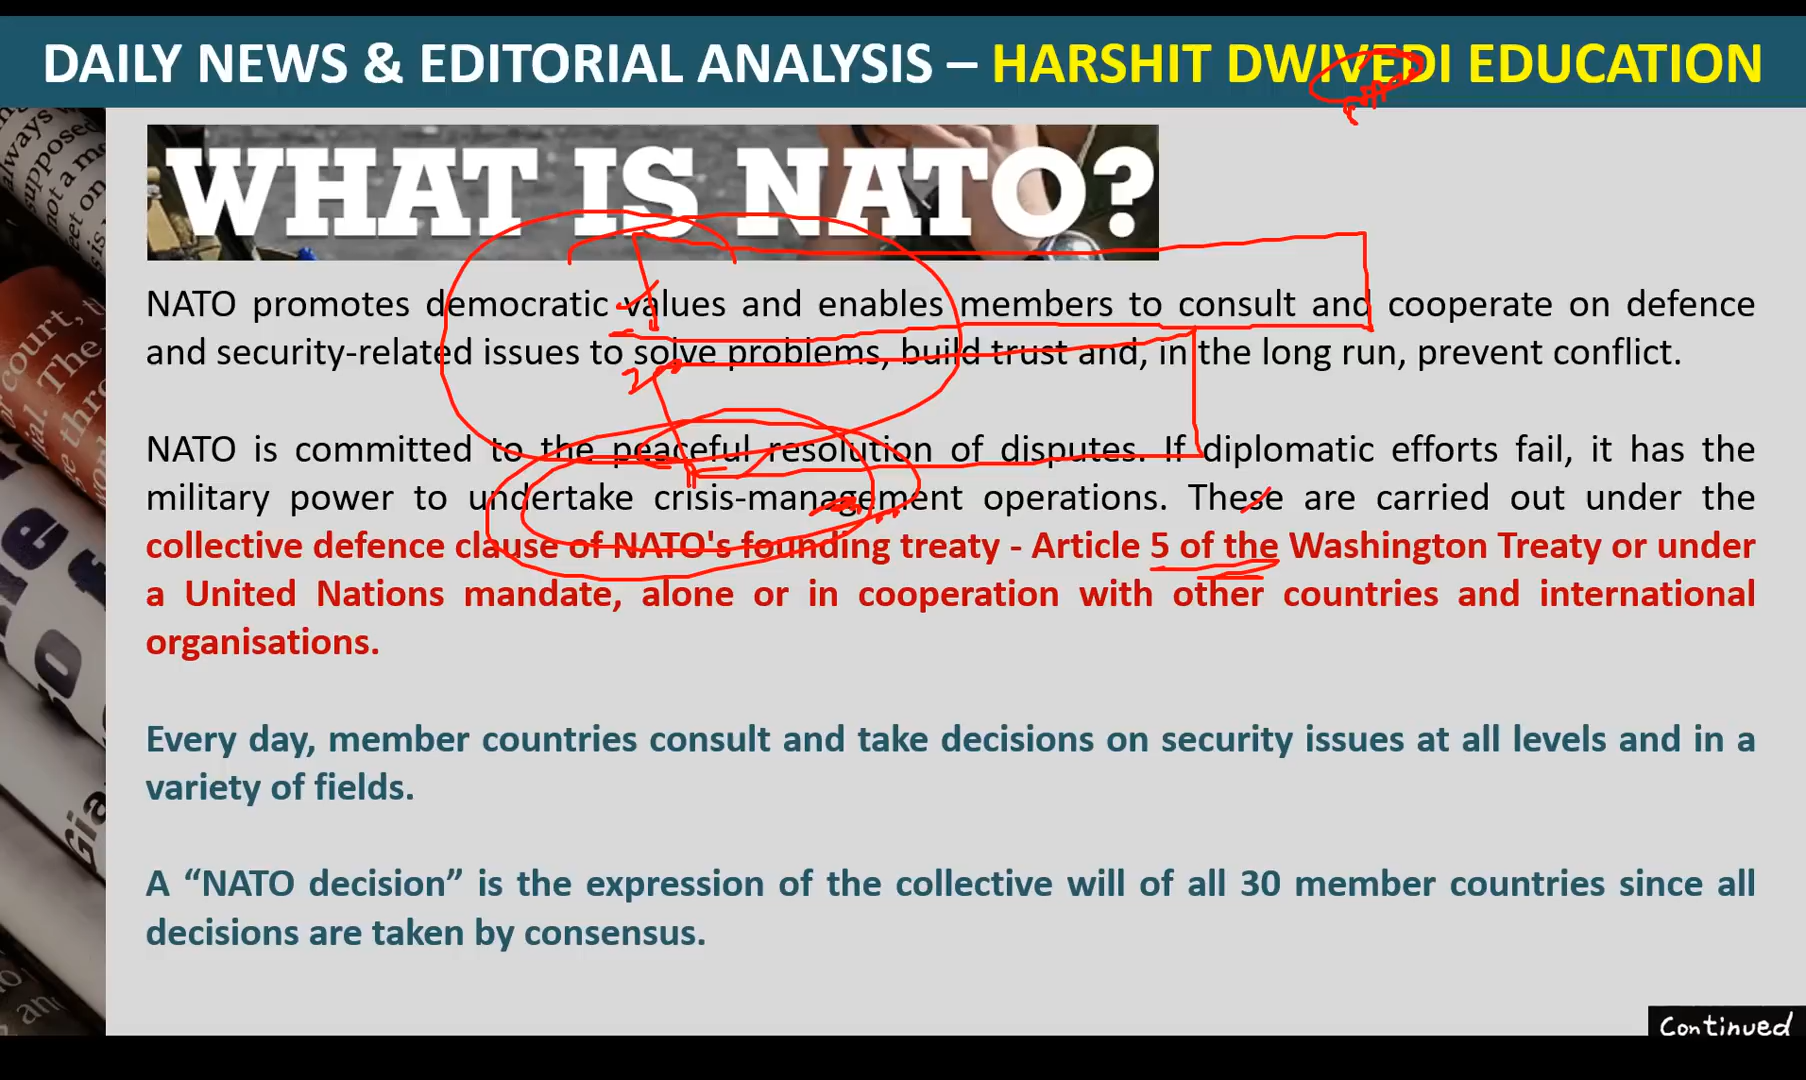 DAILY NEWS & EDITORIAL ANALYSIS – HARSHIT DWIVEDI EDUCATION
WHAT IS NATO?
NATO promotes democratic values and enables members to consult and cooperate on defence
and security-related issues to solve problems, build trust and, in the long run, prevent conflict.
NATO is committed to the peaceful resolution of disputes. If diplomatic efforts fail, it has the
military power to undertake crisis-management operations. These are carried out under the
collective defence clause of NATO's founding treaty - Article 5 of the Washington Treaty or under
a United Nations mandate, alone or in cooperation with other countries and international
organisations.
Every day, member countries consult and take decisions on security issues at all levels and in a
variety of fields.
A “NATO decision” is the expression of the collective will of all 30 member countries since all
decisions are taken by consensus.
Continued